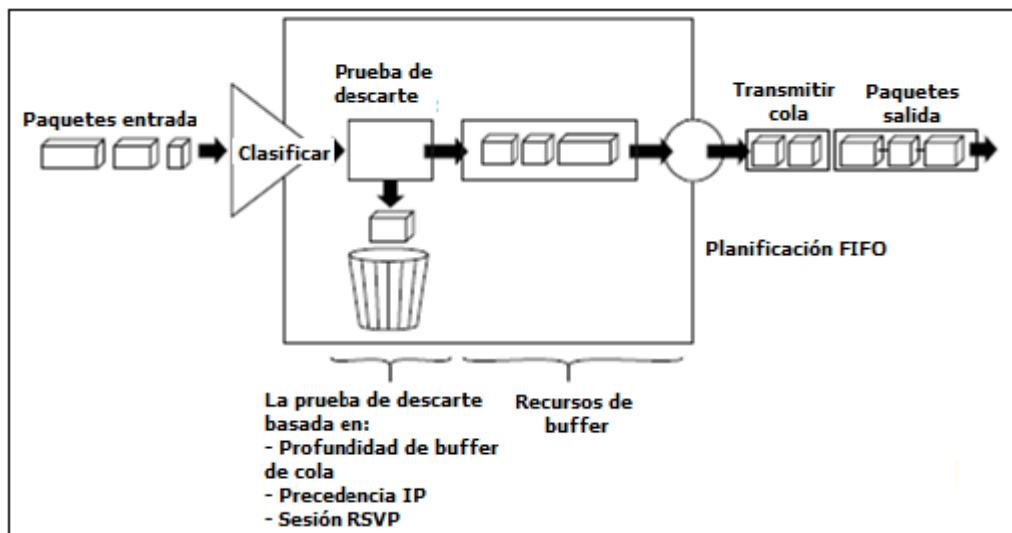 Paquetes entrada
Clasificar
Prueba de
descarte
Transmitir
cola
Paquetes
salida
Planificación FIFO
La prueba de descarte
basada en:
- Profundidad de buffer
de cola
- Precedencia IP
- Sesión RSVP
Recursos de
buffer